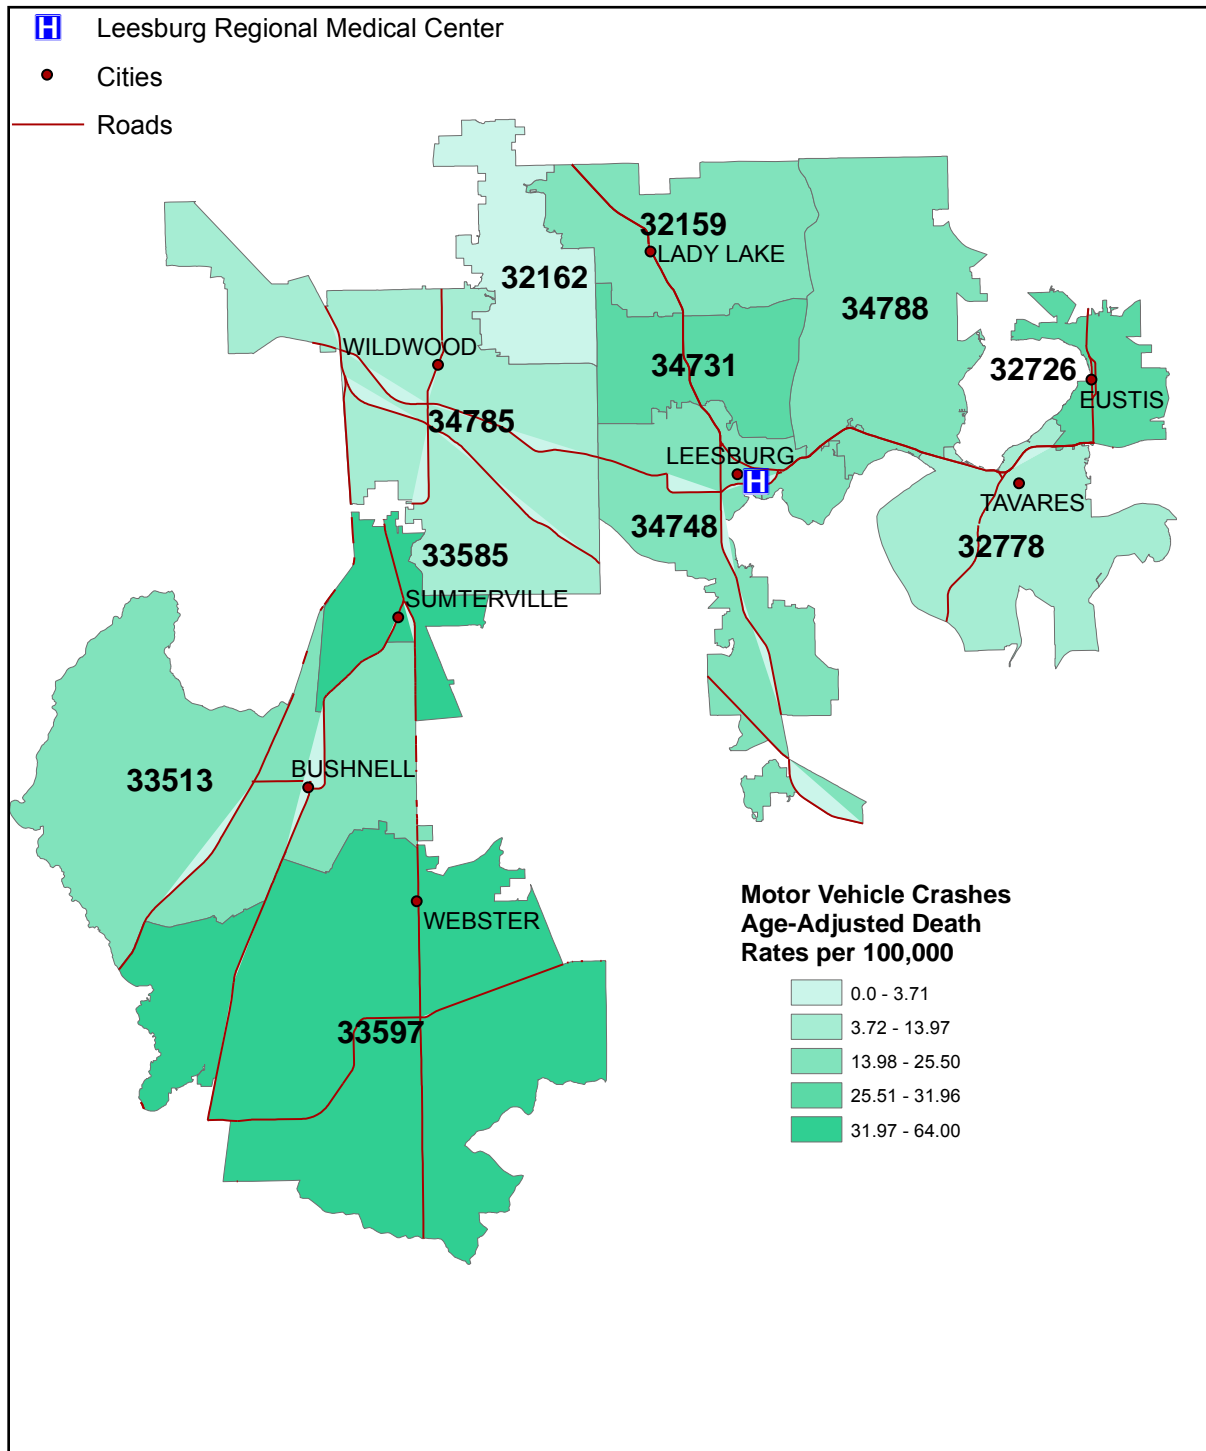 H Leesburg Regional Medical Center
Cities
Roads
32159
LADY LAKE
32162
34788
WILDWOOD
34731
32726
EUSTIS
34785
LEESBURG
H
TAVARES
34748
32778
33585
SUMTERVILLE
BUSHNELL
33513
WEBSTER
33597
Motor Vehicle Crashes
Age-Adjusted Death
Rates per 100,000
0.0 - 3.71
3.72 - 13.97
13.98 - 25.50
25.51 - 31.96
31.97 - 64.00